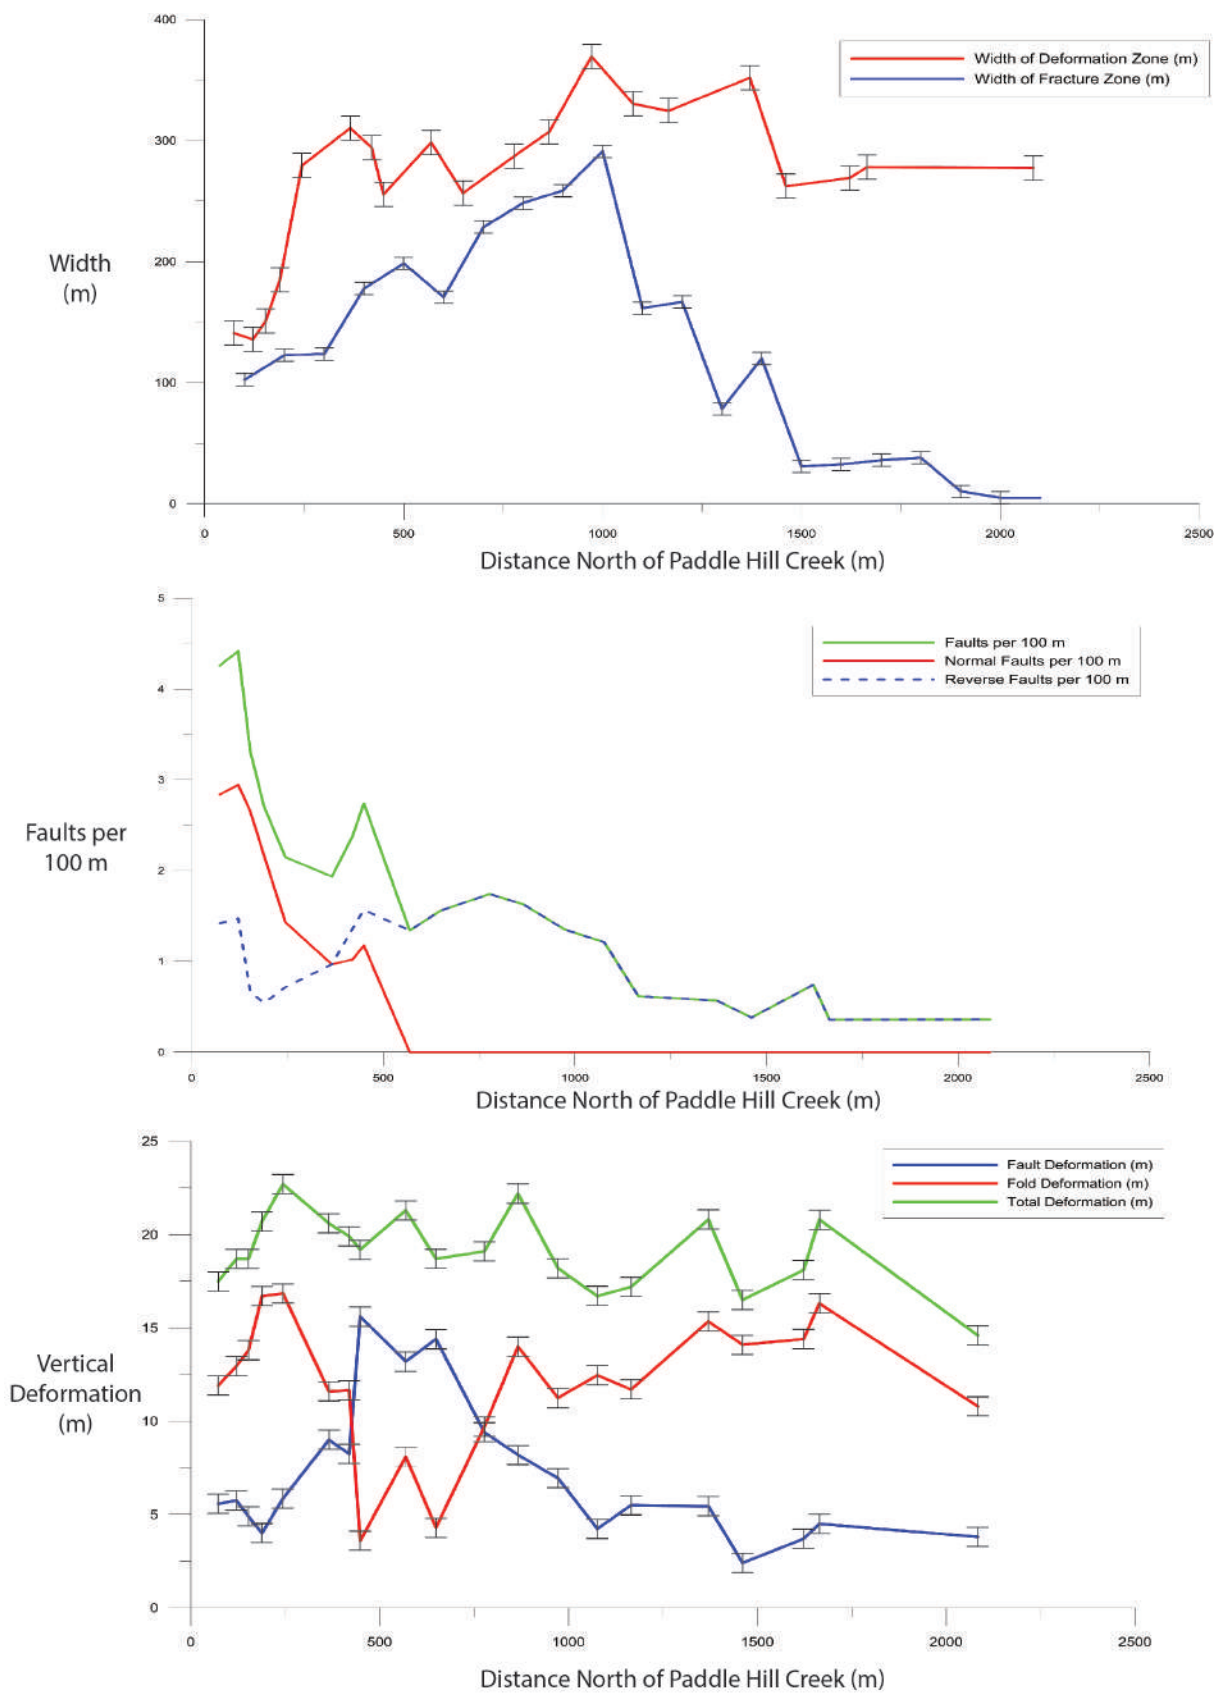 400
300
200
100
0
Width
(m)
Width of Deformation Zone (m)
Width of Fracture Zone (m)
0
500
1000
1500
2000
2500
Distance North of Paddle Hill Creek (m)
5
4
3
2
1
0
Faults per
100 m
Faults per 100 m
Normal Faults per 100 m
Reverse Faults per 100 m
0
500
1000
1500
2000
2500
Distance North of Paddle Hill Creek (m)
25
20
15
10
5
0
Vertical
Deformation
(m)
Fault Deformation (m)
Fold Deformation (m)
Total Deformation (m)
0
500
1000
1500
2000
2500
Distance North of Paddle Hill Creek (m)